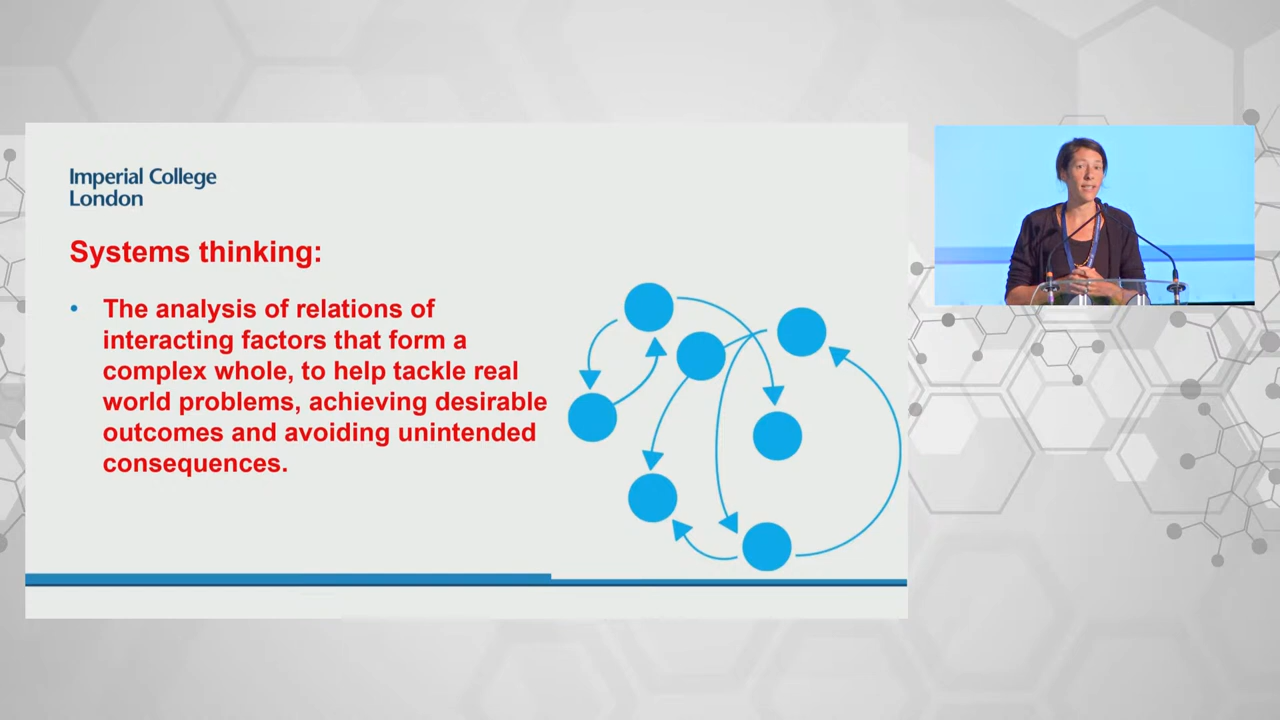 Imperial College
London
Systems thinking:
• The analysis of relations of
interacting factors that form a
complex whole, to help tackle real
world problems, achieving desirable
outcomes and avoiding unintended
consequences.